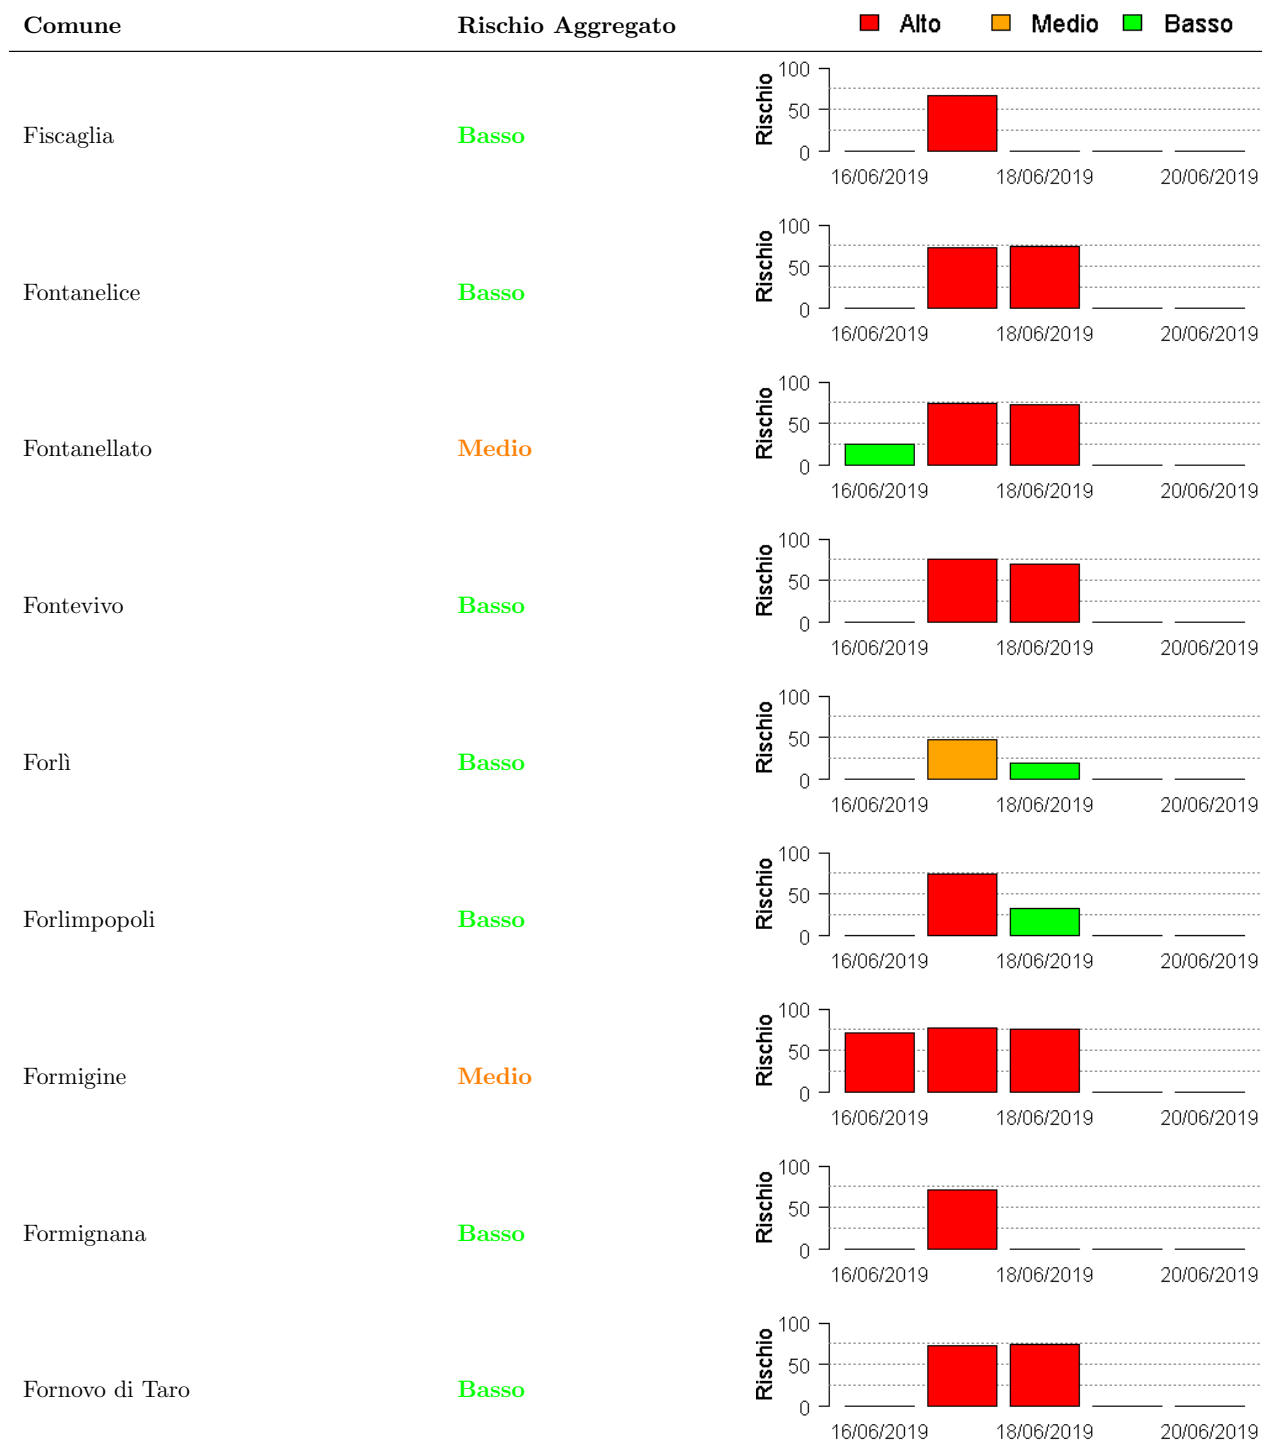 Comune Rischio Aggregato Alto Medio Basso
Fiscaglia Basso
Rischio
100
50
0
16/06/2019 18/06/2019 20/06/2019
Fontanelice Basso
Rischio
100
50
0
16/06/2019 18/06/2019 20/06/2019
Fontanellato Medio
Rischio
100
50
0
16/06/2019 18/06/2019 20/06/2019
Fontevivo Basso
Rischio
100
50
0
16/06/2019 18/06/2019 20/06/2019
Forlì Basso
Rischio
100
50
0
16/06/2019 18/06/2019 20/06/2019
Forlimpopoli Basso
Rischio
100
50
0
16/06/2019 18/06/2019 20/06/2019
Formigine Medio
Rischio
100
50
0
16/06/2019 18/06/2019 20/06/2019
Formignana Basso
Rischio
100
50
0
16/06/2019 18/06/2019 20/06/2019
Fornovo di Taro Basso
Rischio
100
50
0
16/06/2019 18/06/2019 20/06/2019